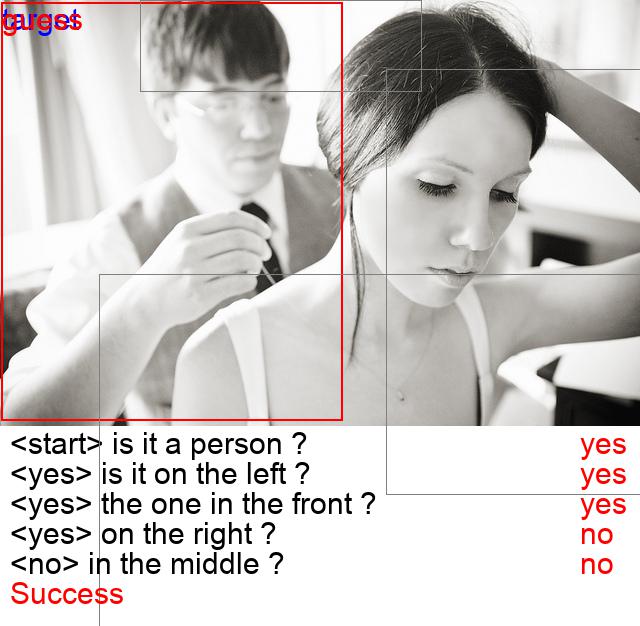 target
guess
<start> is it a person ? yes
<yes> is it on the left ? yes
<yes> the one in the front ? yes
<yes> on the right ? no
<no> in the middle ? no
Success